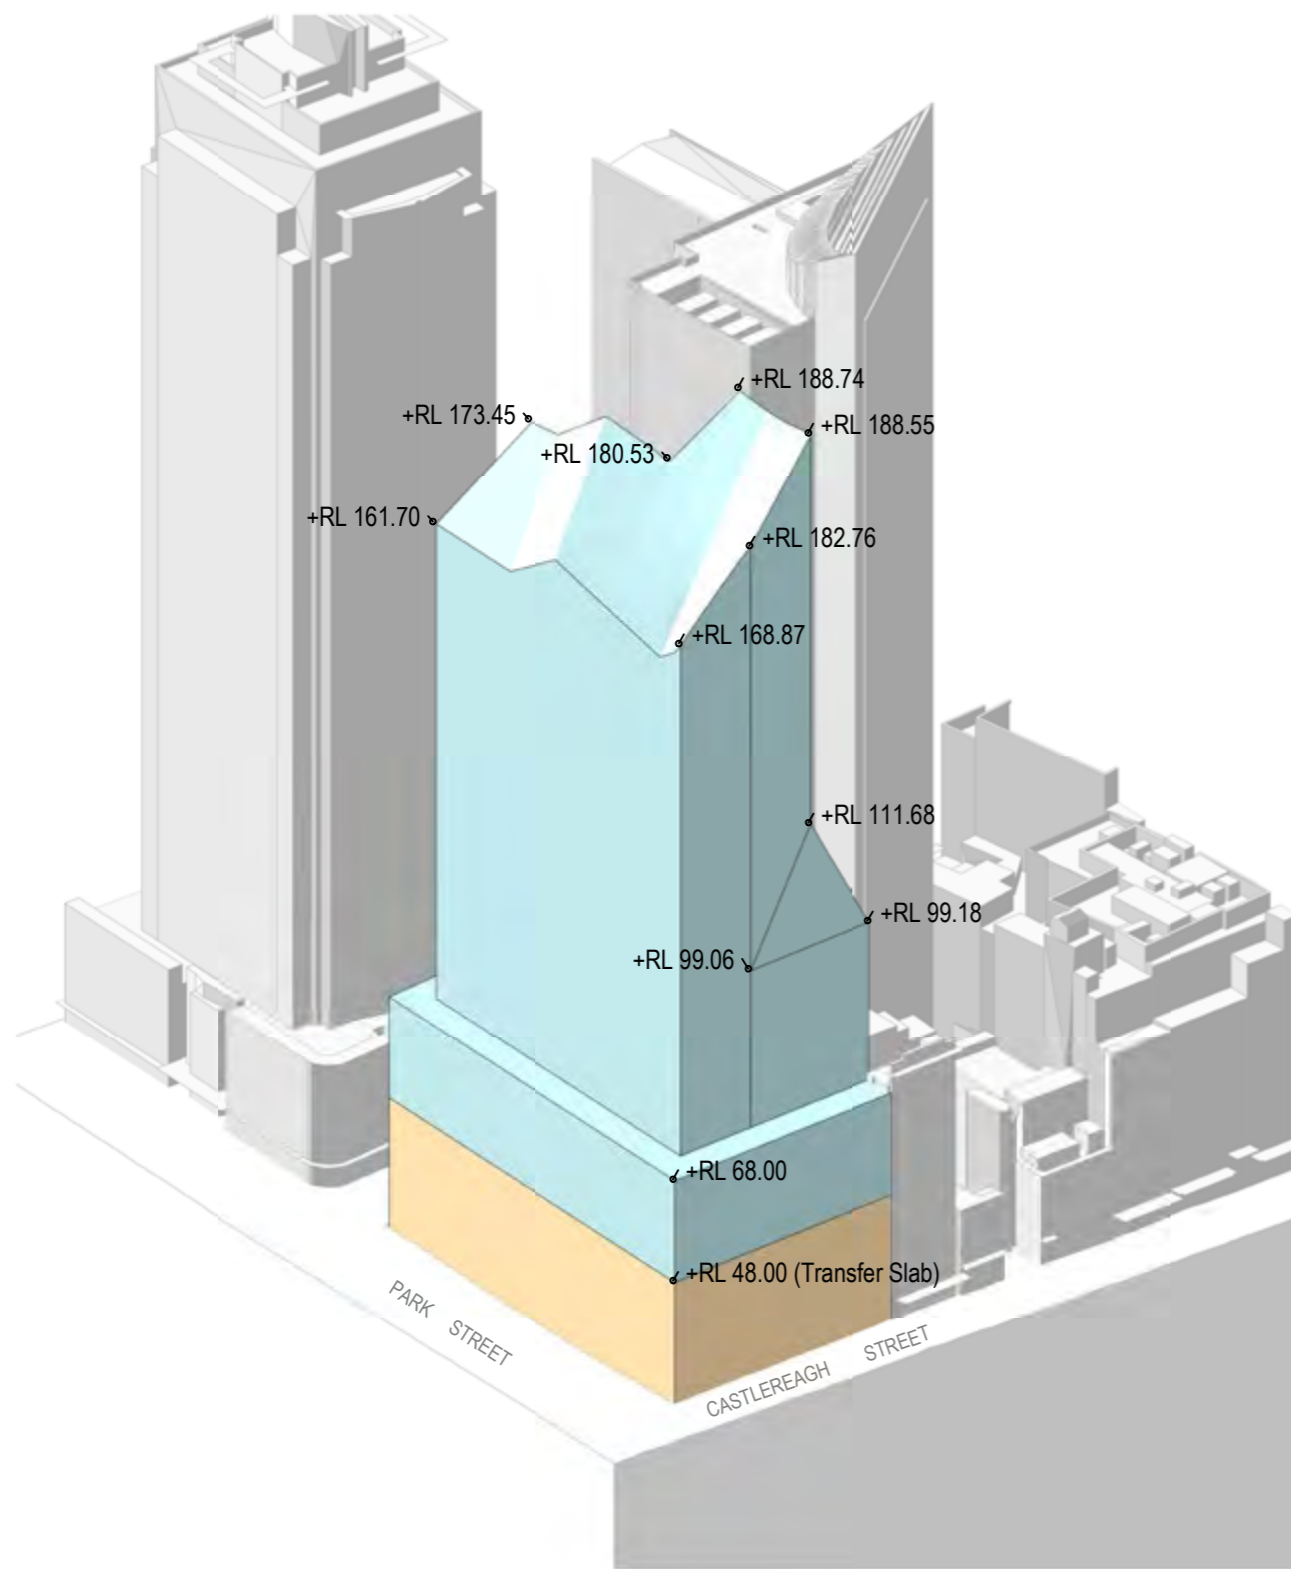 +RL 188.74
+RL 173.45
+RL 188.55
+RL 180.53
+RL 161.70
+RL 182.76
+RL 168.87
+RL 111.68
+RL 99.18
+RL 99.06
+RL 68.00
+RL 48.00 (Transfer Slab)
PARK STREET
CASTLEREAGH STREET